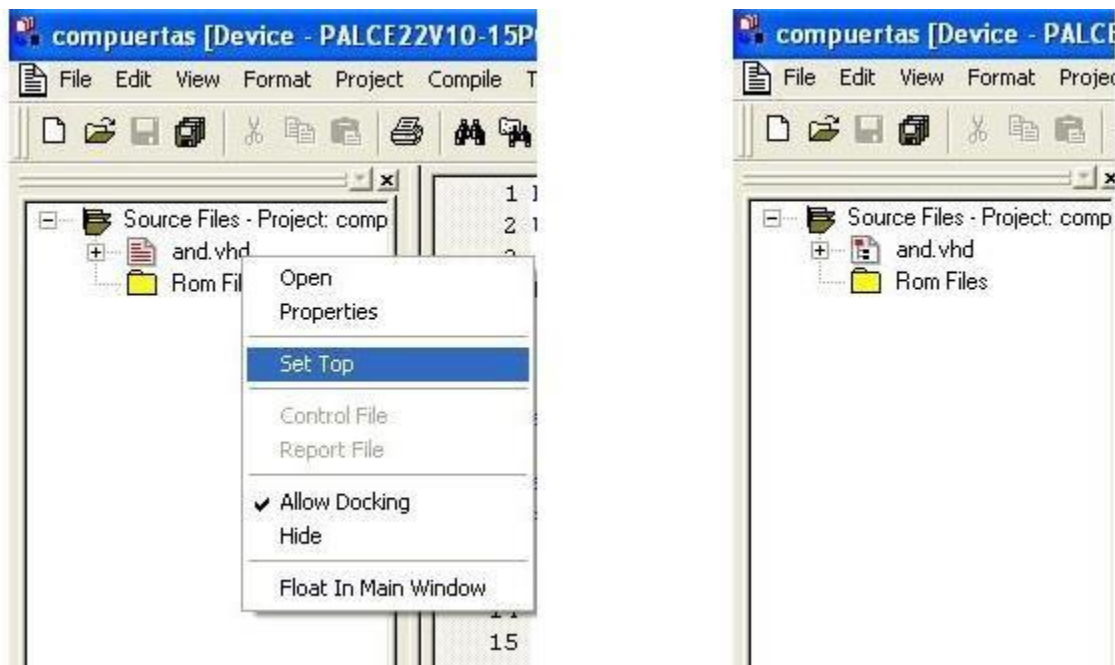 compuertas [Device - PALCE22V10-15P
File Edit View Format Project Compile T
Source Files - Project: comp
and.vhd
Rom Fil
Open
Properties
Set Top
Control File
Report File
Allow Docking
Hide
Float In Main Window
1
2
15
compuertas [Device - PALCE
File Edit View Format Projec
Source Files - Project: comp
and.vhd
Rom Files